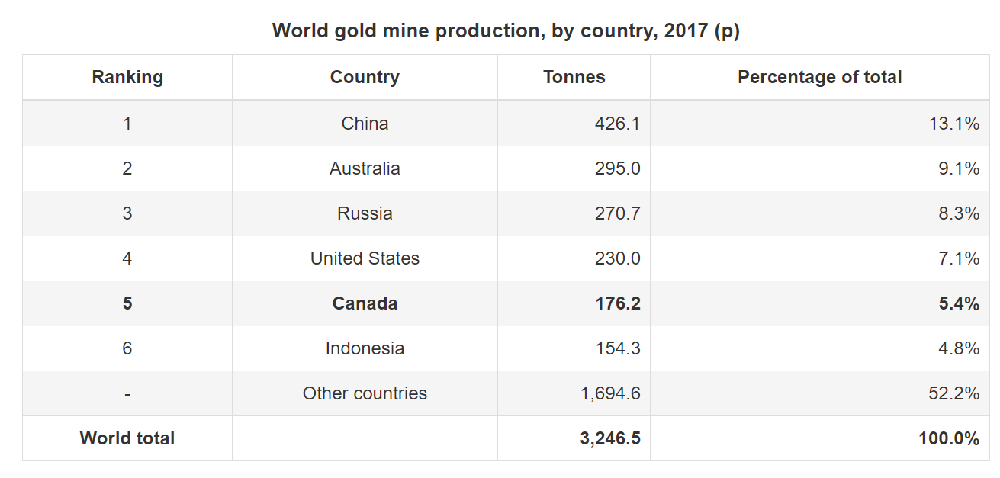 World gold mine production, by country, 2017 (p)
Ranking Country Tonnes Percentage of total
1 China 426.1 13.1%
2 Australia 295.0 9.1%
3 Russia 270.7 8.3%
4 United States 230.0 7.1%
5 Canada 176.2 5.4%
6 Indonesia 154.3 4.8%
- Other countries 1,694.6 52.2%
World total 3,246.5 100.0%